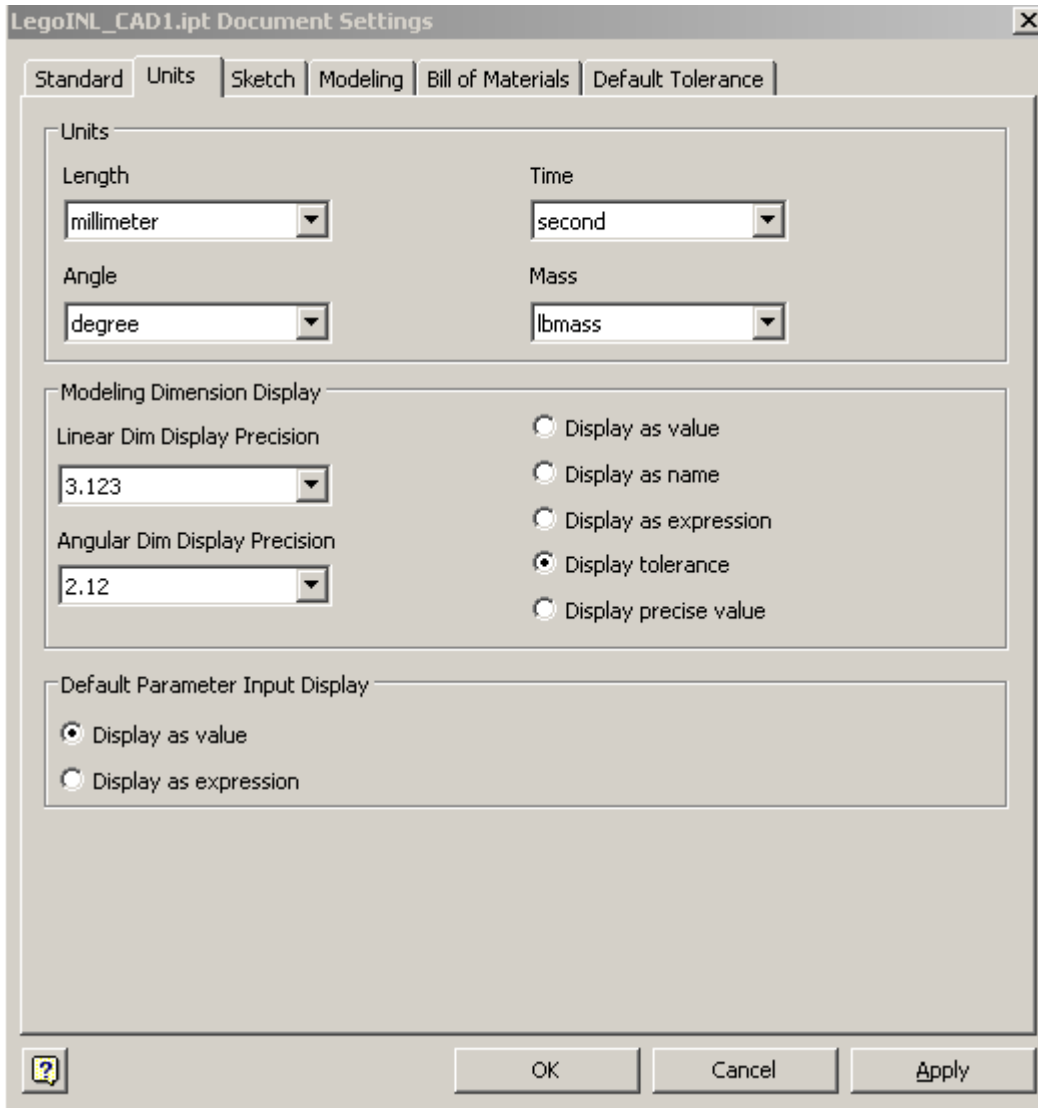 LegoINL_CAD1.ipt Document Settings
Standard Units Sketch Modeling Bill of Materials Default Tolerance
Units
Length Time
millimeter second
Angle Mass
degree lbmass
Modeling Dimension Display
Linear Dim Display Precision
3.123
Angular Dim Display Precision
2.12
Display as value
Display as name
Display as expression
Display tolerance
Display precise value
Default Parameter Input Display
Display as value
Display as expression
OK Cancel Apply